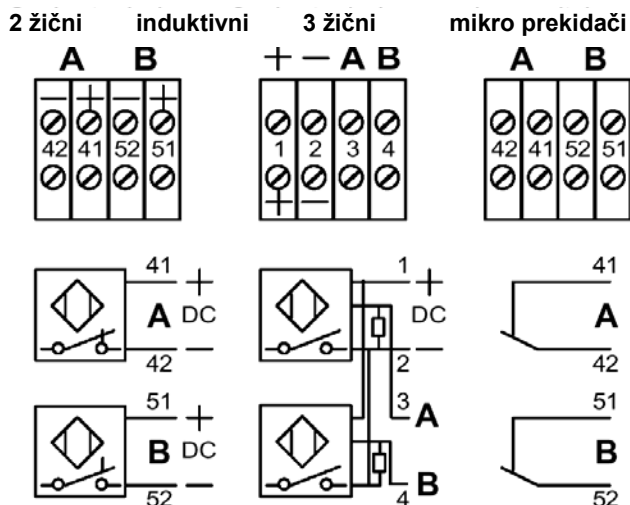 2 žični induktivni 3 žični mikro prekidači
A B + − A B A B
− + − + 
42 41 52 51 1 2 3 4 42 41 52 51
+ −
41 1 41
+ + 
A DC DC A
− −
42 2 42
51 3 A 51
+
B DC B
− B
52 4 52